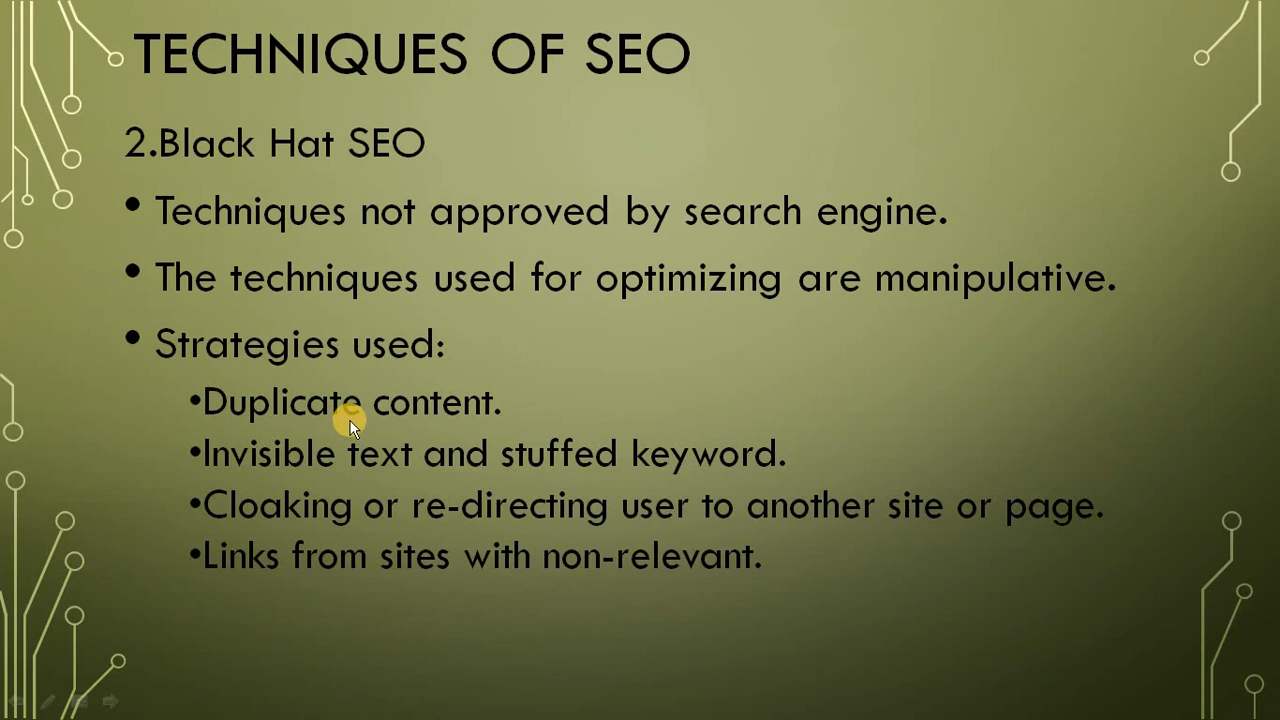 TECHNIQUES OF SEO
2.Black Hat SEO
• Techniques not approved by search engine.
• The techniques used for optimizing are manipulative.
• Strategies used:
•Duplicate content.
•Invisible text and stuffed keyword.
•Cloaking or re-directing user to another site or page.
•Links from sites with non-relevant.